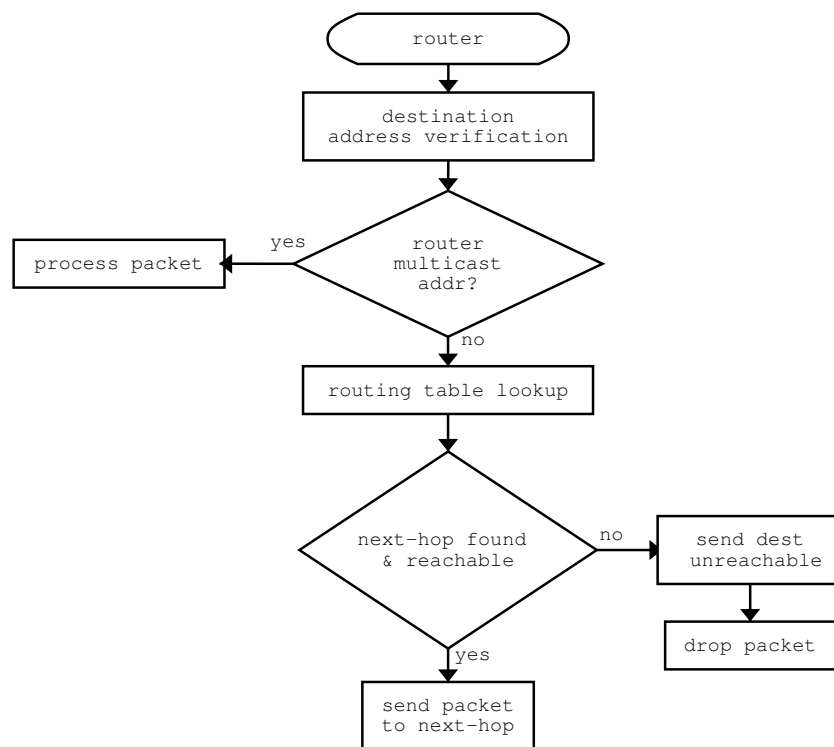 router
destination
address verification
yes
router
multicast
addr?
process packet
no
routing table lookup
next-hop found
& reachable
no
send dest
unreachable
drop packet
yes
send packet
to next-hop